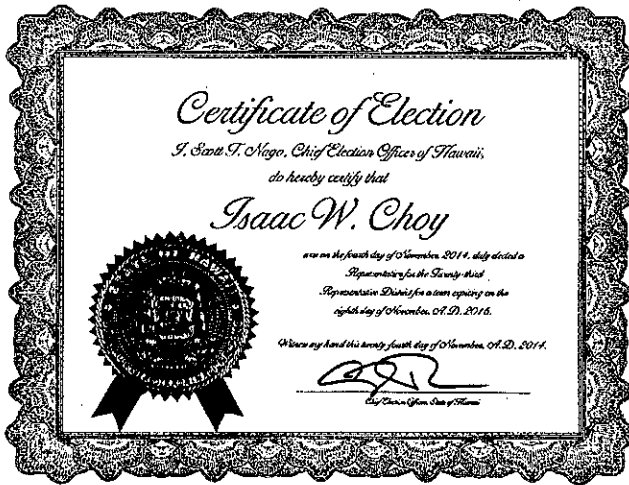 Certificate of Election
I, Scott T. Nago, Chief Election Officer of Hawaii,
do hereby certify that
Isaac W. Choy
was on the fourth day of November, 2014, duly elected a
Representative for the Twenty-third
Representative District for a term expiring on the
eighth day of November, A.D. 2016.
Witness my hand this twenty fourth day of November, A.D. 2014.
Chief Election Officer, State of Hawaii
STATE OF HAWAII